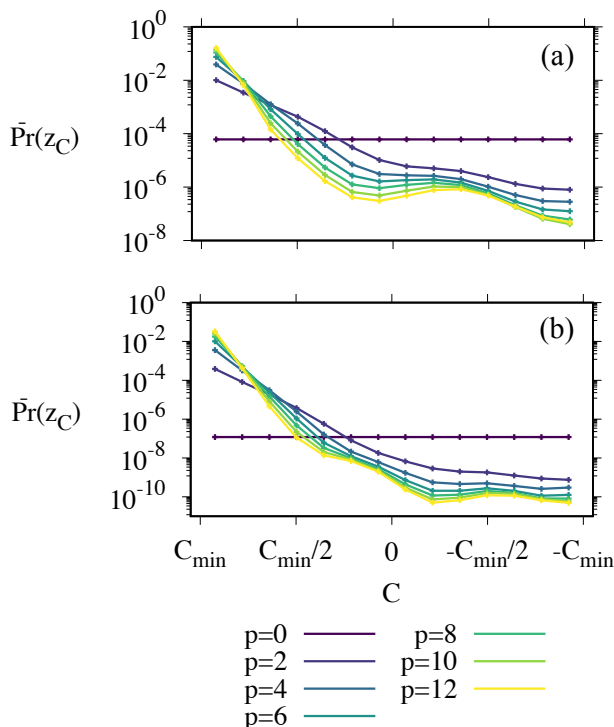 10^0
(a)
10^-2
P̄r(z_C)
10^-4
10^-6
10^-8
10^0
(b)
10^-2
10^-4
P̄r(z_C)
10^-6
10^-8
10^-10
C_min C_min/2 0 -C_min/2 -C_min
C
p=0 p=8
p=2 p=10
p=4 p=12
p=6